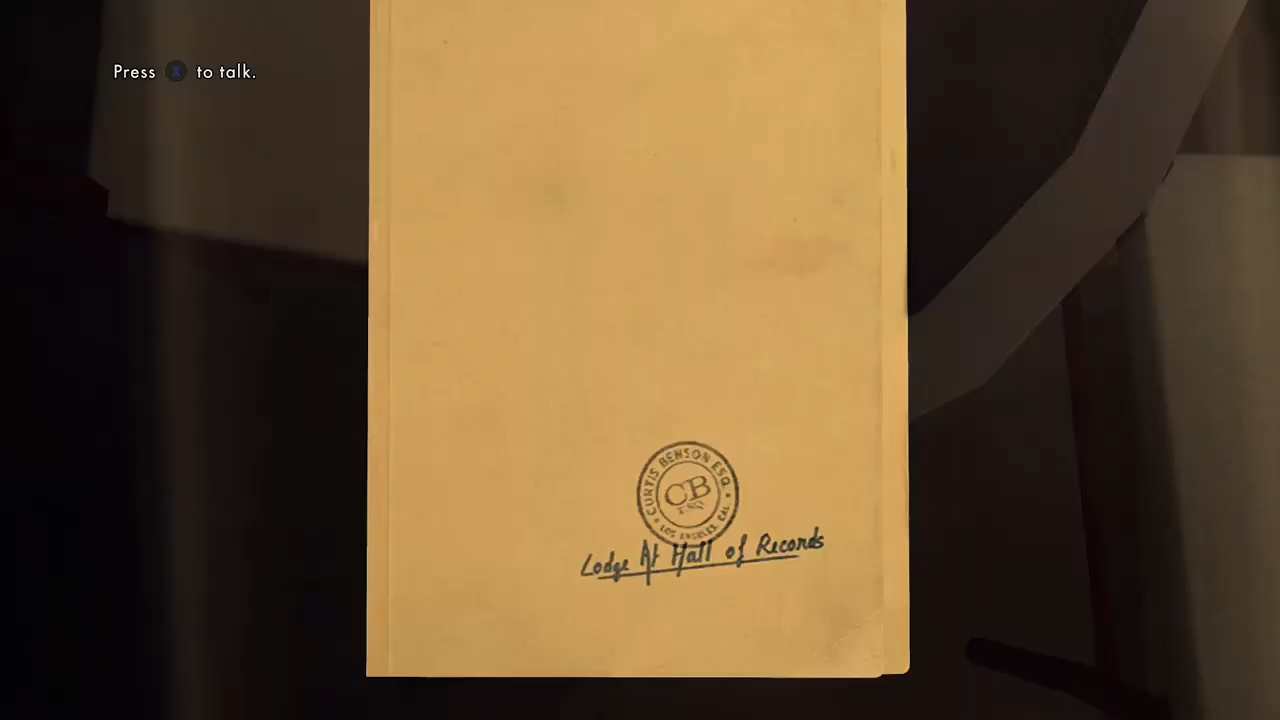 Press X to talk.
CURTIS BENSON ESQ.
CB
ESQ
LOS ANGELES, CAL
Lodge At Hall of Records